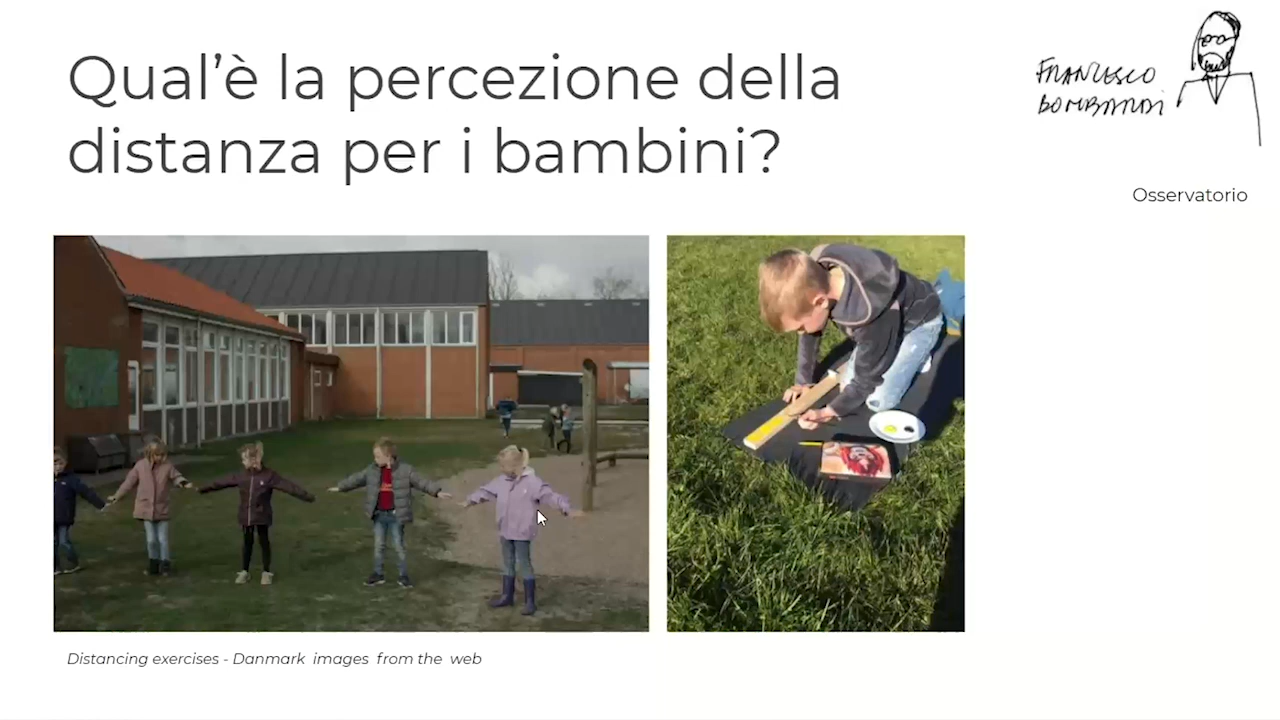 Qual’è la percezione della
distanza per i bambini?
FRANCESCO
BOMBARDI
Osservatorio
Distancing exercises - Danmark images from the web